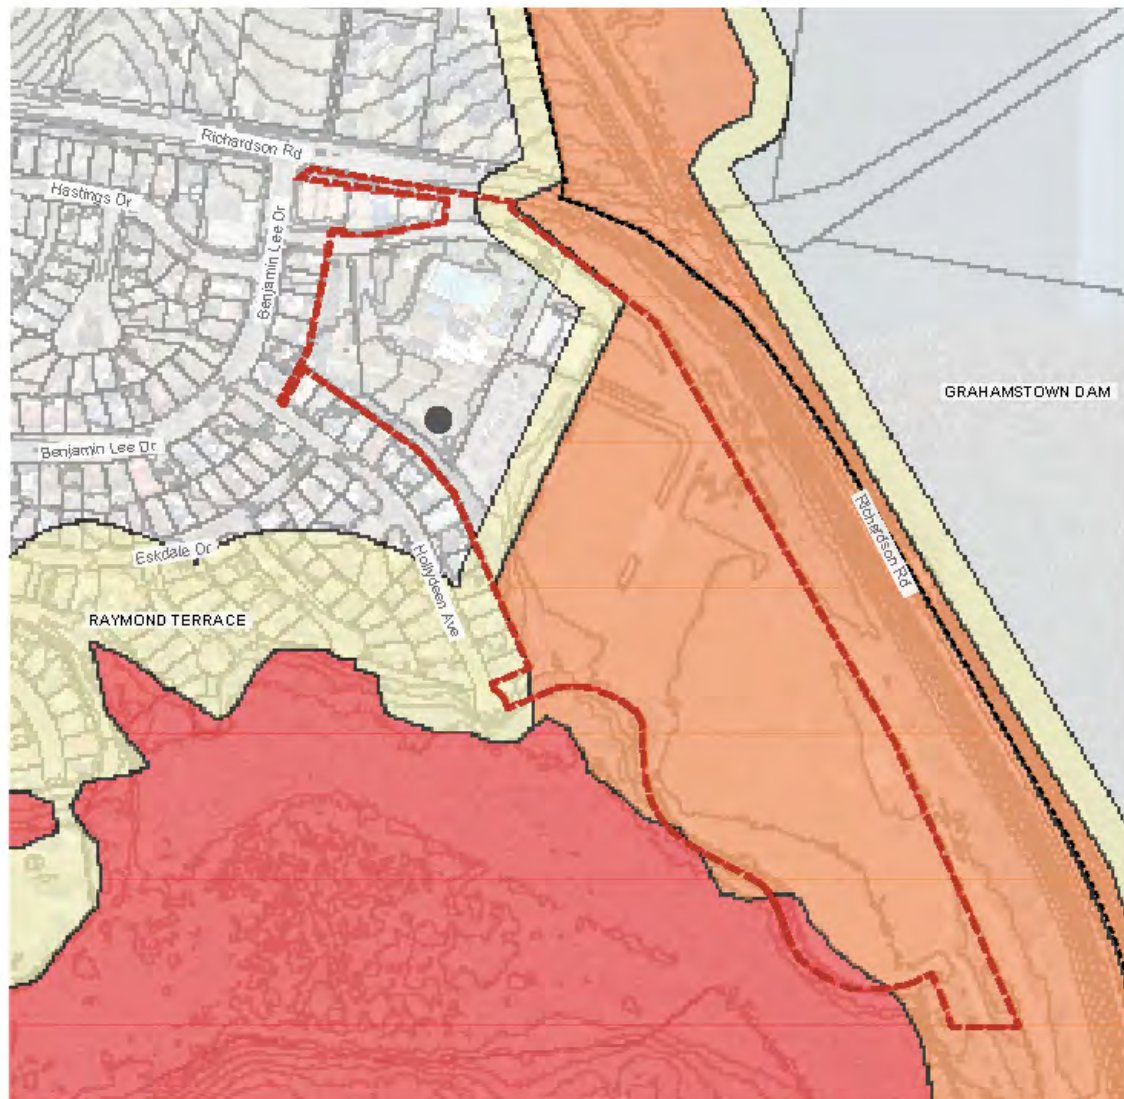 Richardson Rd
Hastings Dr
Benjamin Lee Dr
GRAHAMSTOWN DAM
Benjamin Lee Dr
Richardson Rd
Eskdale Dr
Hollydeen Ave
RAYMOND TERRACE